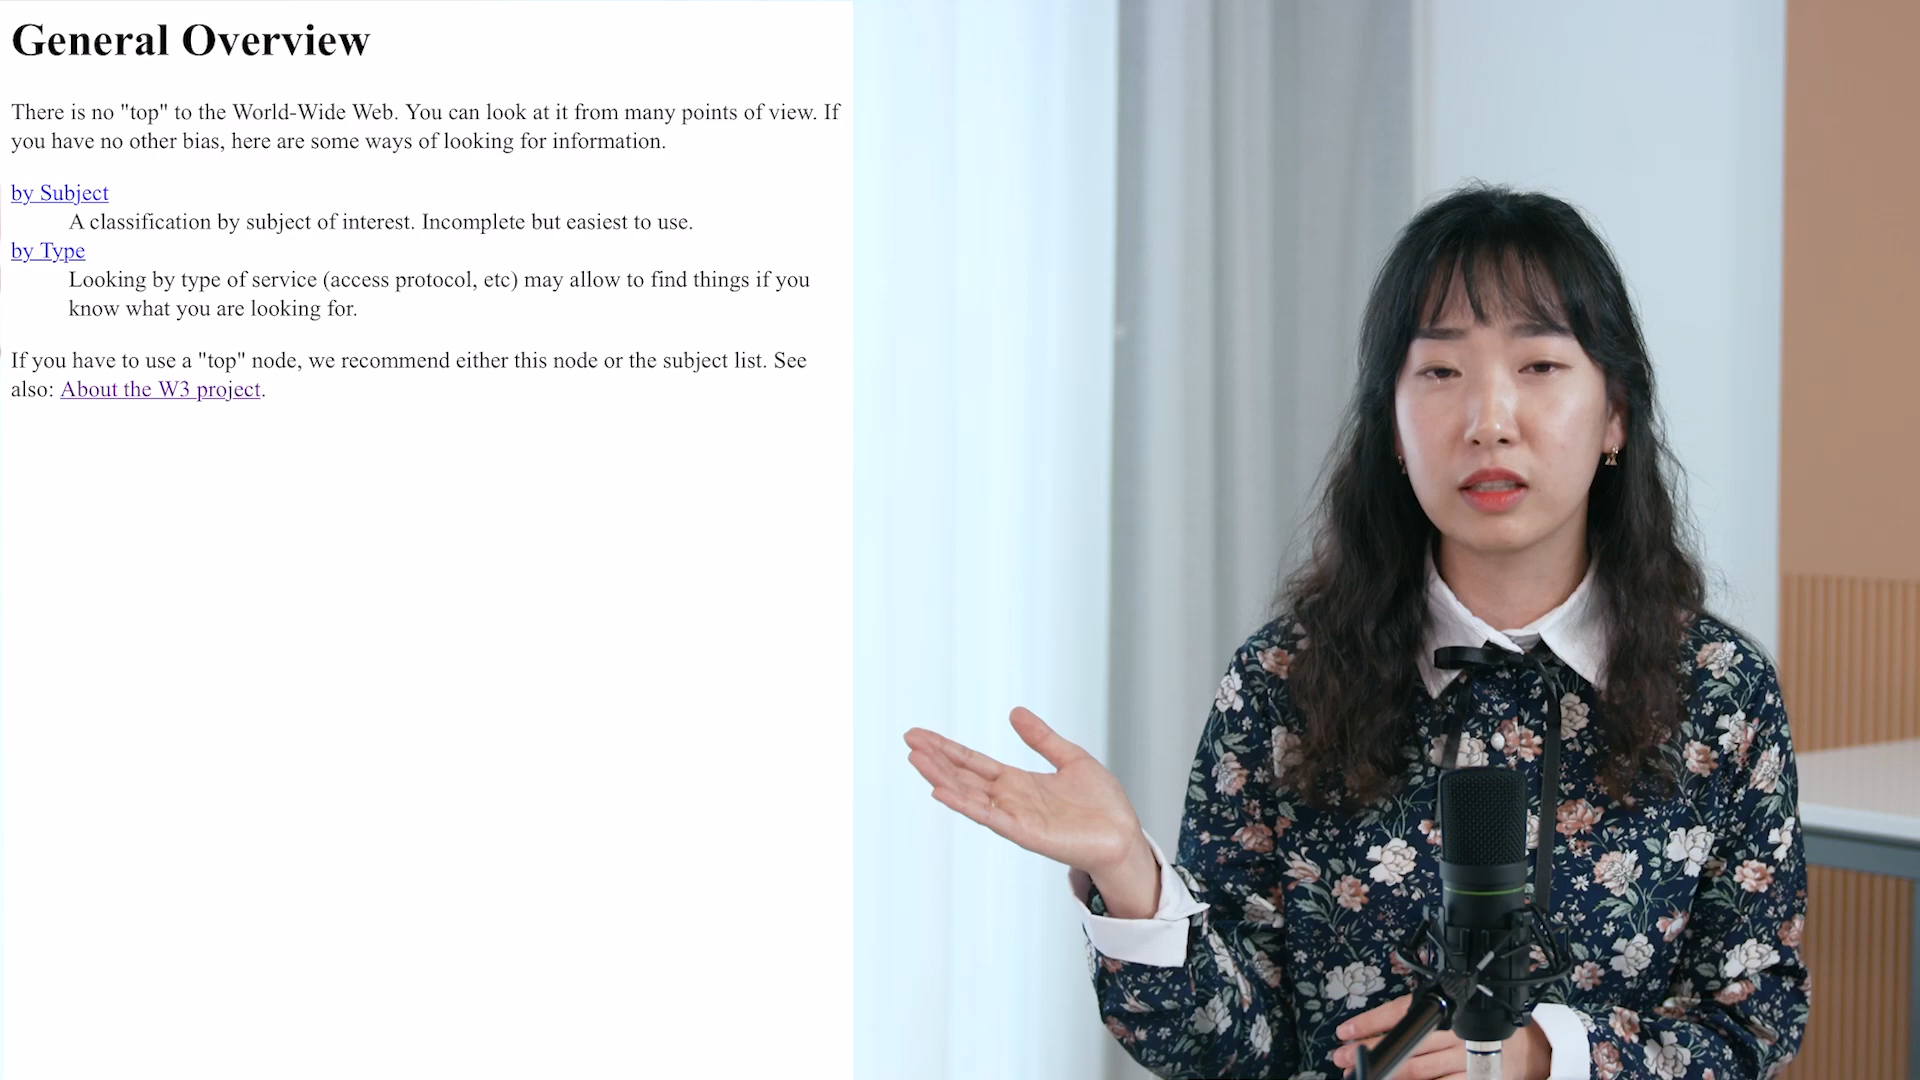 General Overview
There is no "top" to the World-Wide Web. You can look at it from many points of view. If
you have no other bias, here are some ways of looking for information.
by Subject
A classification by subject of interest. Incomplete but easiest to use.
by Type
Looking by type of service (access protocol, etc) may allow to find things if you
know what you are looking for.
If you have to use a "top" node, we recommend either this node or the subject list. See
also: About the W3 project.